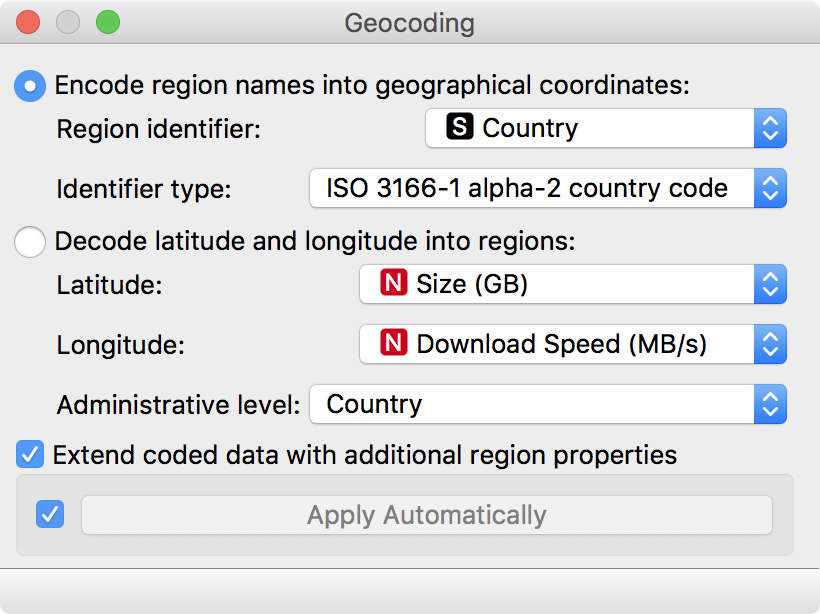 Geocoding
Encode region names into geographical coordinates:
Region identifier: S Country
Identifier type: ISO 3166-1 alpha-2 country code
Decode latitude and longitude into regions:
Latitude: N Size (GB)
Longitude: N Download Speed (MB/s)
Administrative level: Country
Extend coded data with additional region properties
Apply Automatically